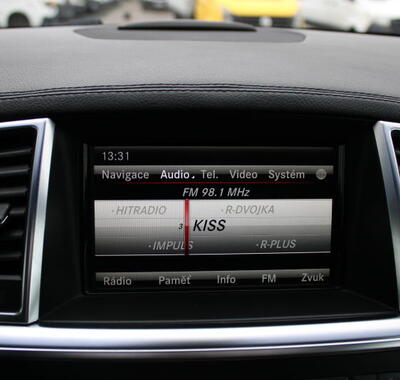 13:31
Navigace Audio Tel. Video Systém
FM 98.1 MHz
·HITRADIO ·R-DVOJKA
3 KISS
·IMPULS ·R-PLUS
Rádio Paměť Info FM Zvuk